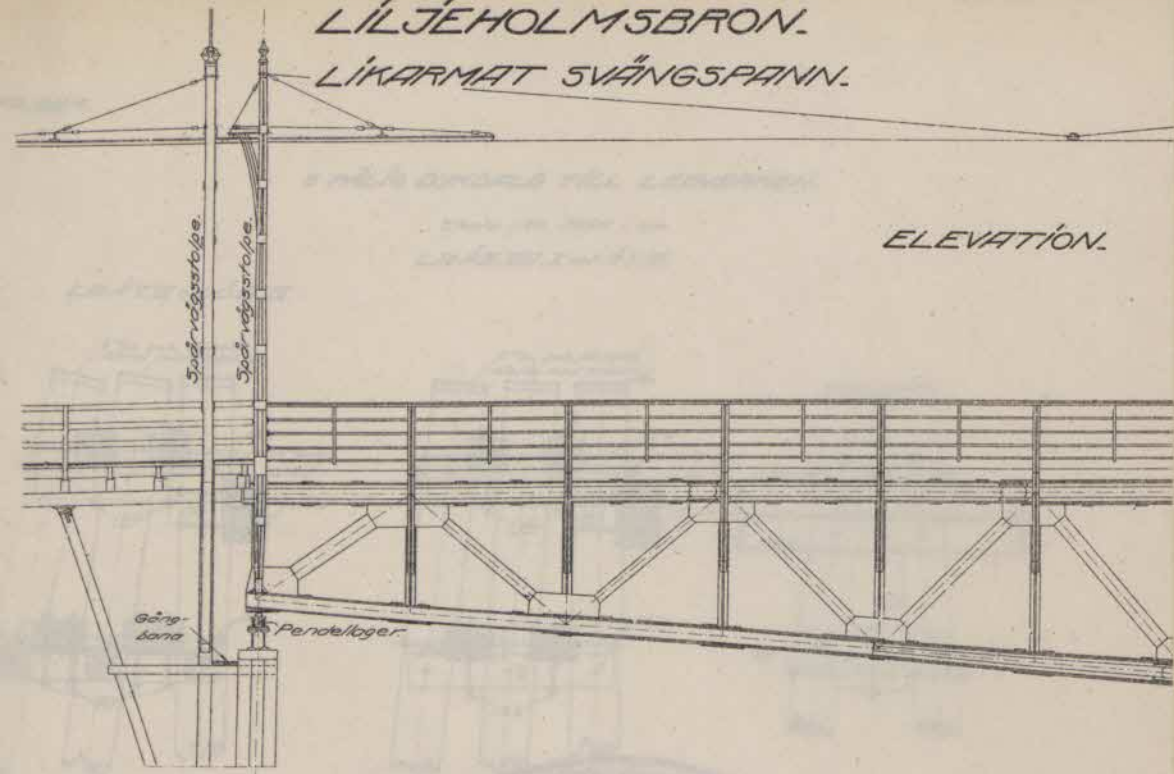 LILJEHOLMSBRON.
LIKARMAT SVÄNGSPANN.
ELEVATION.
Spårvägsstolpe.
Spårvägsstolpe.
Gång-
bana
Pendellager